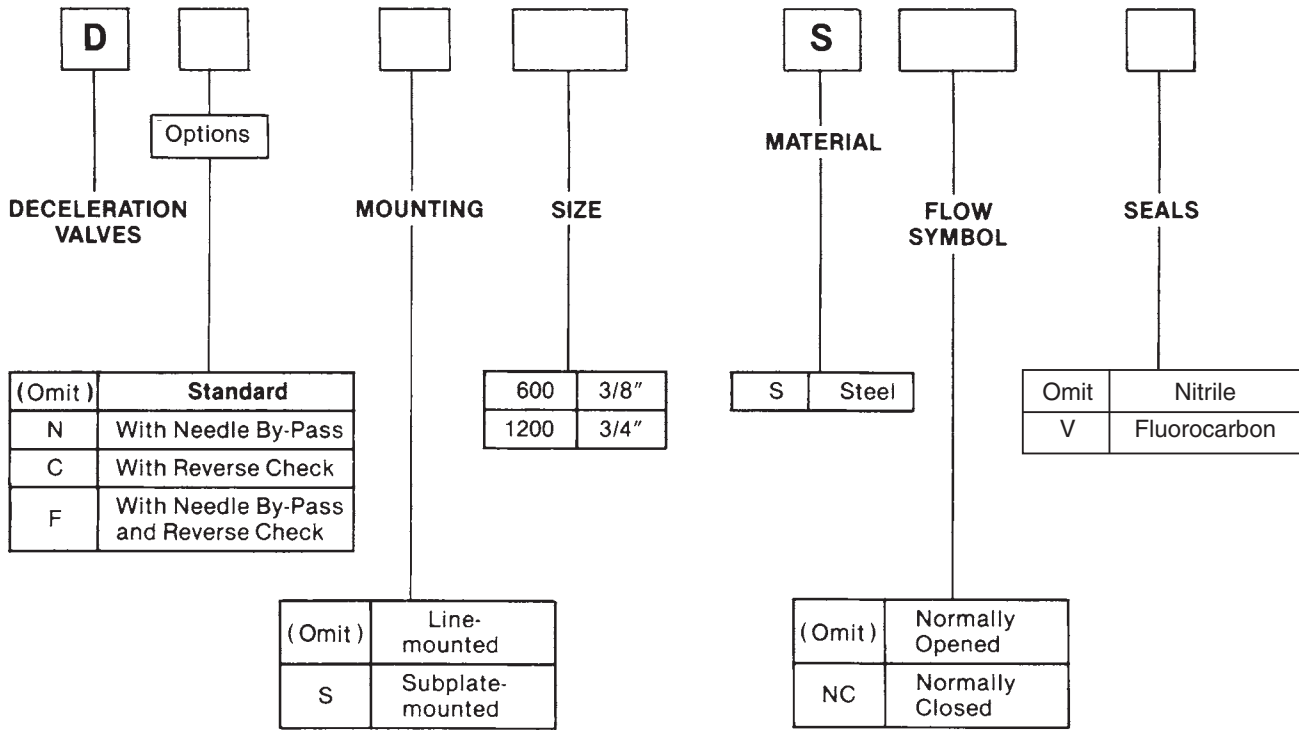 D
S
Options
MATERIAL
DECELERATION
VALVES
MOUNTING
SIZE
FLOW
SYMBOL
SEALS
(Omit) Standard
N With Needle By-Pass
C With Reverse Check
F With Needle By-Pass
and Reverse Check
600 3/8″
1200 3/4″
S Steel
Omit Nitrile
V Fluorocarbon
(Omit) Line-
mounted
S Subplate-
mounted
(Omit) Normally
Opened
NC Normally
Closed